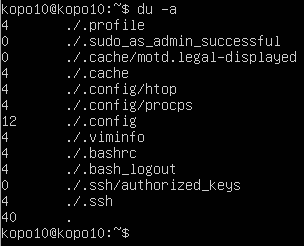 kopo10@kopo10:~$ du -a
4 ./.profile
0 ./.sudo_as_admin_successful
0 ./.cache/motd.legal-displayed
4 ./.cache
4 ./.config/htop
4 ./.config/procps
12 ./.config
4 ./.viminfo
4 ./.bashrc
4 ./.bash_logout
0 ./.ssh/authorized_keys
4 ./.ssh
40 .
kopo10@kopo10:~$